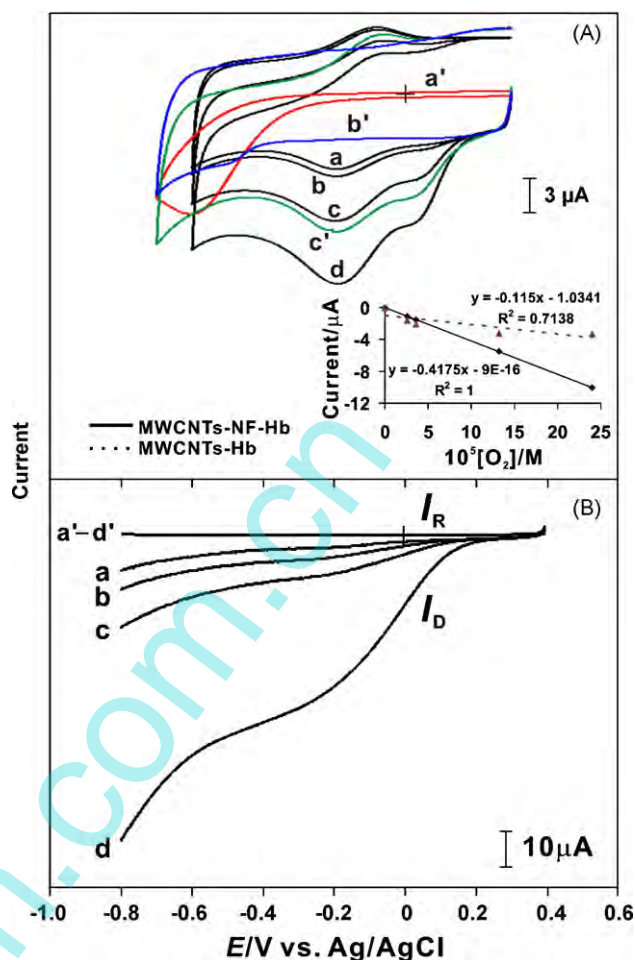 (A)
a'
b'
a
b
c
c'
d
3 µA
y = -0.115x - 1.0341
R² = 0.7138
y = -0.4175x - 9E-16
R² = 1
Current/µA
0
-4
-8
-12
0 5 10 15 20 25
10⁵[O₂]/M
MWCNTs-NF-Hb
MWCNTs-Hb
Current
(B)
a'–d'
I_R
a
b
c
I_D
d
10µA
-1.0 -0.8 -0.6 -0.4 -0.2 0 0.2 0.4 0.6
E/V vs. Ag/AgCl
m.com.cn